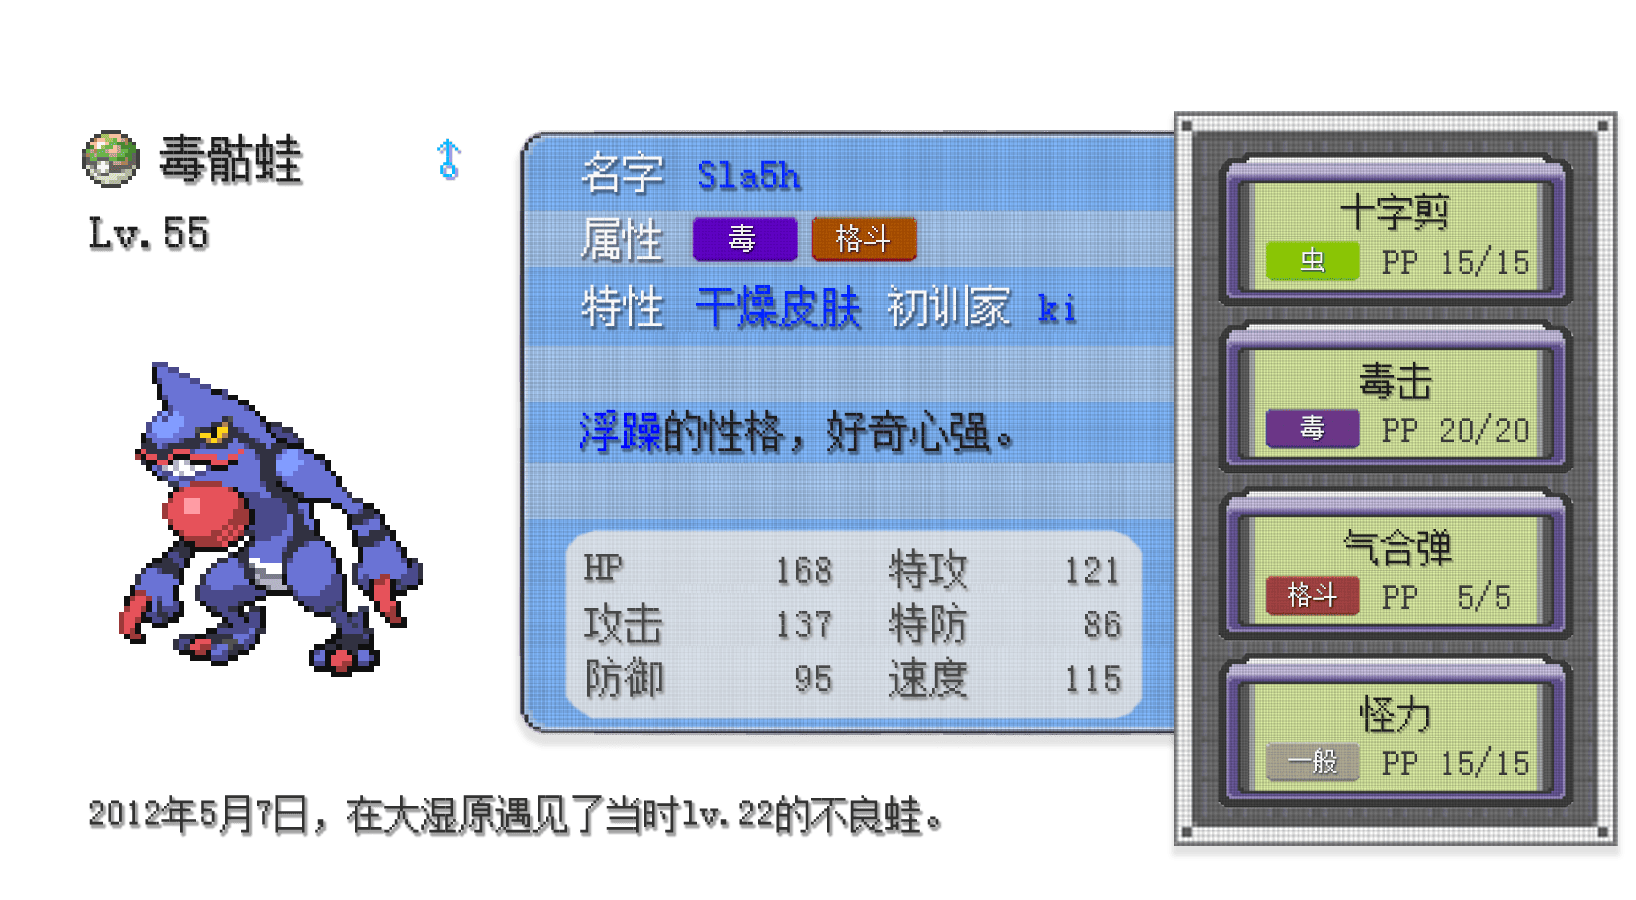 毒骷蛙
Lv.55
名字 Sla5h
属性 毒 格斗
特性 干燥皮肤 初训家 ki
浮躁的性格，好奇心强。
HP 168 特攻 121
攻击 137 特防 86
防御 95 速度 115
十字剪
虫 PP 15/15
毒击
毒 PP 20/20
气合弹
格斗 PP 5/5
怪力
一般 PP 15/15
2012年5月7日，在大湿原遇见了当时lv.22的不良蛙。